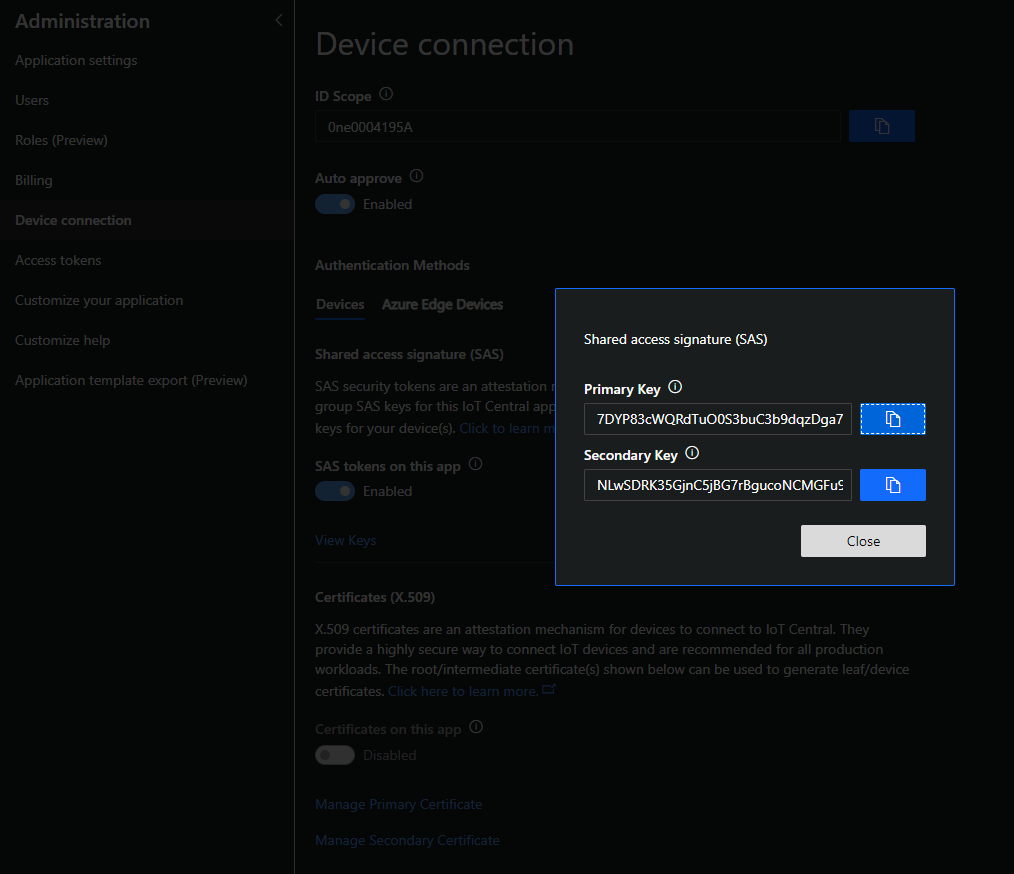 Administration
Application settings
Users
Roles (Preview)
Billing
Device connection
Access tokens
Customize your application
Customize help
Application template export (Preview)
Device connection
ID Scope
0ne0004195A
Auto approve
Enabled
Authentication Methods
Devices Azure Edge Devices
Shared access signature (SAS)
SAS security tokens are an attestation
group SAS keys for this IoT Central app
keys for your device(s). Click to learn
SAS tokens on this app
Enabled
View Keys
Shared access signature (SAS)
Primary Key
7DYP83cWQRdTuO0S3buC3b9dqzDga7
Secondary Key
NLwSDRK35GjnC5jBG7rBgucoNCMGFu9
Close
Certificates (X.509)
X.509 certificates are an attestation mechanism for devices to connect to IoT Central. They
provide a highly secure way to connect IoT devices and are recommended for all production
workloads. The root/intermediate certificate(s) shown below can be used to generate leaf/device
certificates. Click here to learn more.
Certificates on this app
Disabled
Manage Primary Certificate
Manage Secondary Certificate